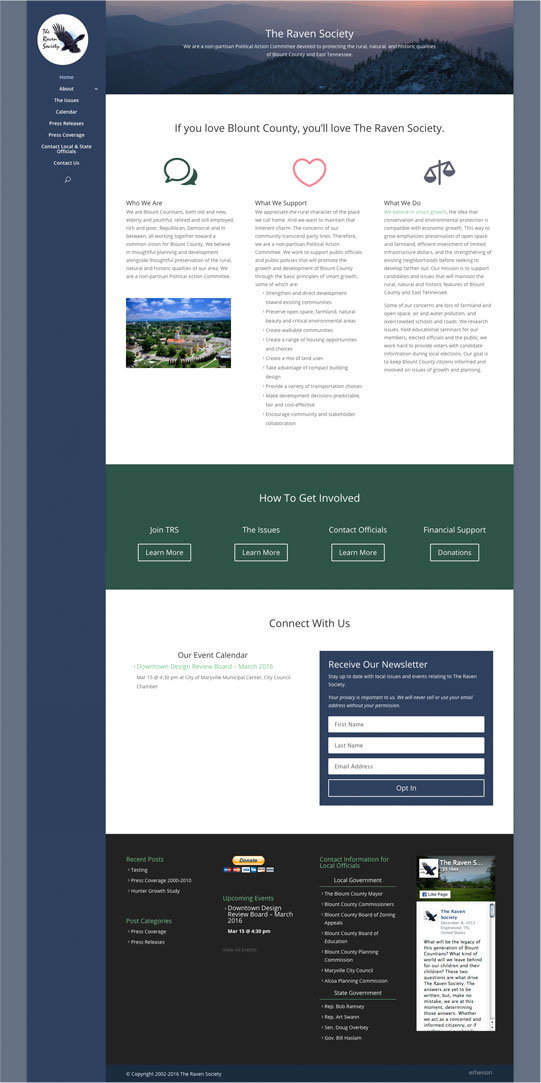 The
Raven
Society
Home
About
The Issues
Calendar
Press Releases
Press Coverage
Contact Local & State
Officials
Contact Us
The Raven Society
We are a non-partisan Political Action Committee devoted to protecting the rural, natural, and historic qualities
of Blount County and East Tennessee.
If you love Blount County, you'll love The Raven Society.
Who We Are
We are Blount Countians, both old and new,
elderly and youthful, retired and still employed,
rich and poor, Republican, Democrat and in
between, all working together toward a
common vision for Blount County. We believe
in thoughtful planning and development
alongside thoughtful preservation of the rural,
natural and historic qualities of our area. We
are a non-partisan Political Action Committee.
What We Support
We appreciate the rural character of the place
we call home. And we want to maintain that
inherent charm. The concerns of our
community transcend party lines. Therefore,
we are a non-partisan Political Action
Committee. We work to support public officials
and public policies that will promote the
growth and development of Blount County
through the basic principles of smart growth,
some of which are:
Strengthen and direct development
toward existing communities
Preserve open space, farmland, natural
beauty and critical environmental areas
Create walkable communities
Create a range of housing opportunities
and choices
Create a mix of land uses
Take advantage of compact building
design
Provide a variety of transportation choices
Make development decisions predictable,
fair and cost-effective
Encourage community and stakeholder
collaboration
What We Do
We believe in smart growth, the idea that
conservation and environmental protection is
compatible with economic growth. This way to
grow emphasizes preservation of open space
and farmland, efficient investment of limited
infrastructure dollars, and the strengthening of
existing neighborhoods before seeking to
develop farther out. Our mission is to support
candidates and issues that will maintain the
rural, natural and historic features of Blount
County and East Tennessee.
Some of our concerns are loss of farmland and
open space, air and water pollution, and
overcrowded schools and roads. We research
issues, hold educational seminars for our
members, elected officials and the public; we
work hard to provide voters with candidate
information during local elections. Our goal is
to keep Blount County citizens informed and
involved on issues of growth and planning.
How To Get Involved
Join TRS
Learn More
The Issues
Learn More
Contact Officials
Learn More
Financial Support
Donations
Connect With Us
Our Event Calendar
Downtown Design Review Board – March 2016
Mar 15 @ 4:30 pm at City of Maryville Municipal Center, City Council
Chamber
Receive Our Newsletter
Stay up to date with local issues and events relating to The Raven
Society.
Your privacy is important to us. We will never sell or use your email
address without your permission.
First Name
Last Name
Email Address
Opt In
Recent Posts
Testing
Press Coverage 2000-2010
Hunter Growth Study
Post Categories
Press Coverage
Press Releases
Donate
Upcoming Events
Downtown Design
Review Board – March
2016
Mar 15 @ 4:30 pm
View All Events
Contact Information for
Local Officials
Local Government
The Blount County Mayor
Blount County Commissioners
Blount County Board of Zoning
Appeals
Blount County Board of
Education
Blount County Planning
Commission
Maryville City Council
Alcoa Planning Commission
State Government
Rep. Bob Ramsey
Rep. Art Swann
Sen. Doug Overbey
Gov. Bill Haslam
The Raven S...
195 likes
Like Page
The Raven
Society
December 8, 2013
Englewood, TN,
United States
What will be the legacy of
this generation of Blount
Countians? What kind of
world will we leave behind
for our children and their
children? These two
questions are what drive
The Raven Society. The
answers are yet to be
written, but, make no
mistake, we are at this
moment, determining
those answers. Whether
we act as a concerted and
informed citizenry, or if
© Copyright 2002-2016 The Raven Society
etherion